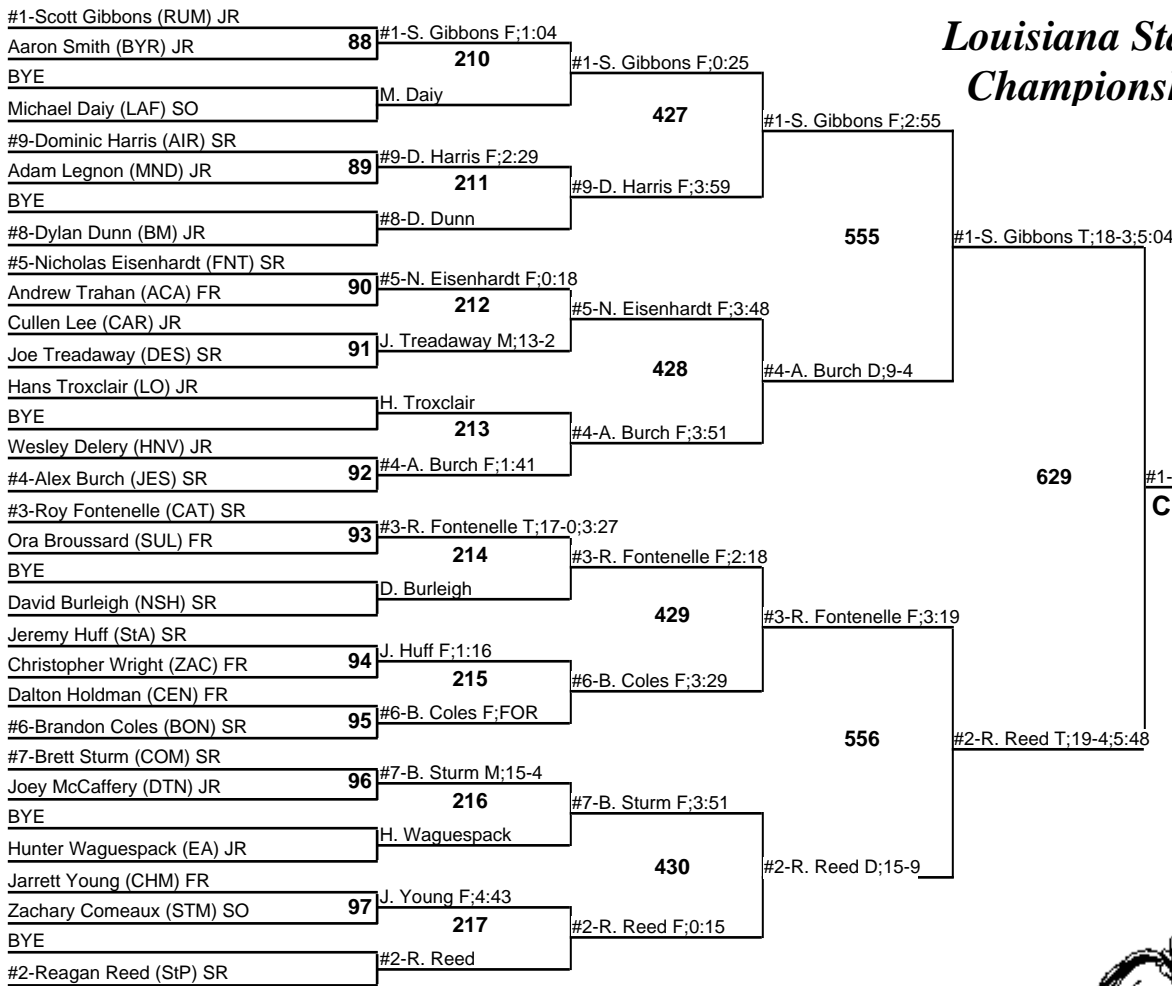 #1-Scott Gibbons (RUM) JR
Aaron Smith (BYR) JR
BYE
Michael Daiy (LAF) SO
#9-Dominic Harris (AIR) SR
Adam Legnon (MND) JR
BYE
#8-Dylan Dunn (BM) JR
#5-Nicholas Eisenhardt (FNT) SR
Andrew Trahan (ACA) FR
Cullen Lee (CAR) JR
Joe Treadaway (DES) SR
Hans Troxclair (LO) JR
BYE
Wesley Delery (HNV) JR
#4-Alex Burch (JES) SR
#3-Roy Fontenelle (CAT) SR
Ora Broussard (SUL) FR
BYE
David Burleigh (NSH) SR
Jeremy Huff (StA) SR
Christopher Wright (ZAC) FR
Dalton Holdman (CEN) FR
#6-Brandon Coles (BON) SR
#7-Brett Sturm (COM) SR
Joey McCaffery (DTN) JR
BYE
Hunter Waguespack (EA) JR
Jarrett Young (CHM) FR
Zachary Comeaux (STM) SO
BYE
#2-Reagan Reed (StP) SR
88
89
90
91
92
93
94
95
96
97
#1-S. Gibbons F;1:04
M. Daiy
#9-D. Harris F;2:29
#8-D. Dunn
#5-N. Eisenhardt F;0:18
J. Treadaway M;13-2
H. Troxclair
#4-A. Burch F;1:41
#3-R. Fontenelle T;17-0;3:27
D. Burleigh
J. Huff F;1:16
#6-B. Coles F;FOR
#7-B. Sturm M;15-4
H. Waguespack
J. Young F;4:43
#2-R. Reed
210
211
212
213
214
215
216
217
#1-S. Gibbons F;0:25
#9-D. Harris F;3:59
#5-N. Eisenhardt F;3:48
#4-A. Burch F;3:51
#3-R. Fontenelle F;2:18
#6-B. Coles F;3:29
#7-B. Sturm F;3:51
#2-R. Reed F;0:15
427
428
429
430
#1-S. Gibbons F;2:55
#4-A. Burch D;9-4
#3-R. Fontenelle F;3:19
#2-R. Reed D;15-9
555
556
#1-S. Gibbons T;18-3;5:04
#2-R. Reed T;19-4;5:48
629
#1-
C
Louisiana Sta
Championsh